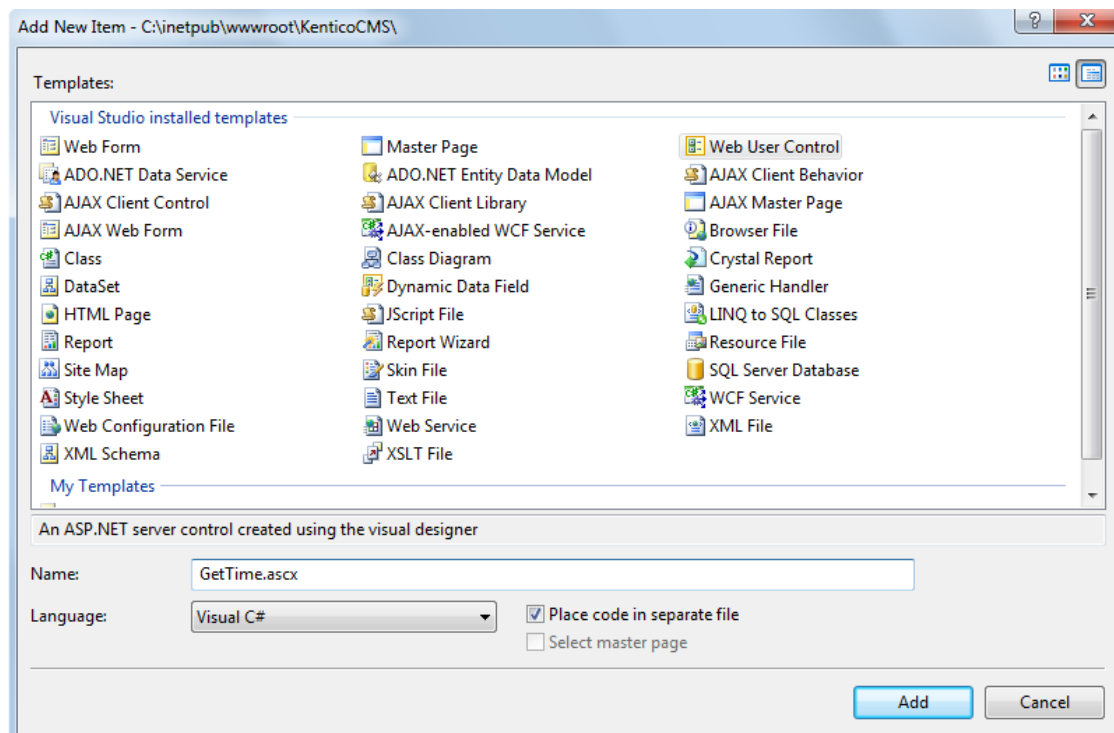 Add New Item - C:\inetpub\wwwroot\KenticoCMS\
Templates:
Visual Studio installed templates
Web Form Master Page Web User Control
ADO.NET Data Service ADO.NET Entity Data Model AJAX Client Behavior
AJAX Client Control AJAX Client Library AJAX Master Page
AJAX Web Form AJAX-enabled WCF Service Browser File
Class Class Diagram Crystal Report
DataSet Dynamic Data Field Generic Handler
HTML Page JScript File LINQ to SQL Classes
Report Report Wizard Resource File
Site Map Skin File SQL Server Database
Style Sheet Text File WCF Service
Web Configuration File Web Service XML File
XML Schema XSLT File
My Templates
An ASP.NET server control created using the visual designer
Name: GetTime.ascx
Language: Visual C# Place code in separate file
Select master page
Add Cancel